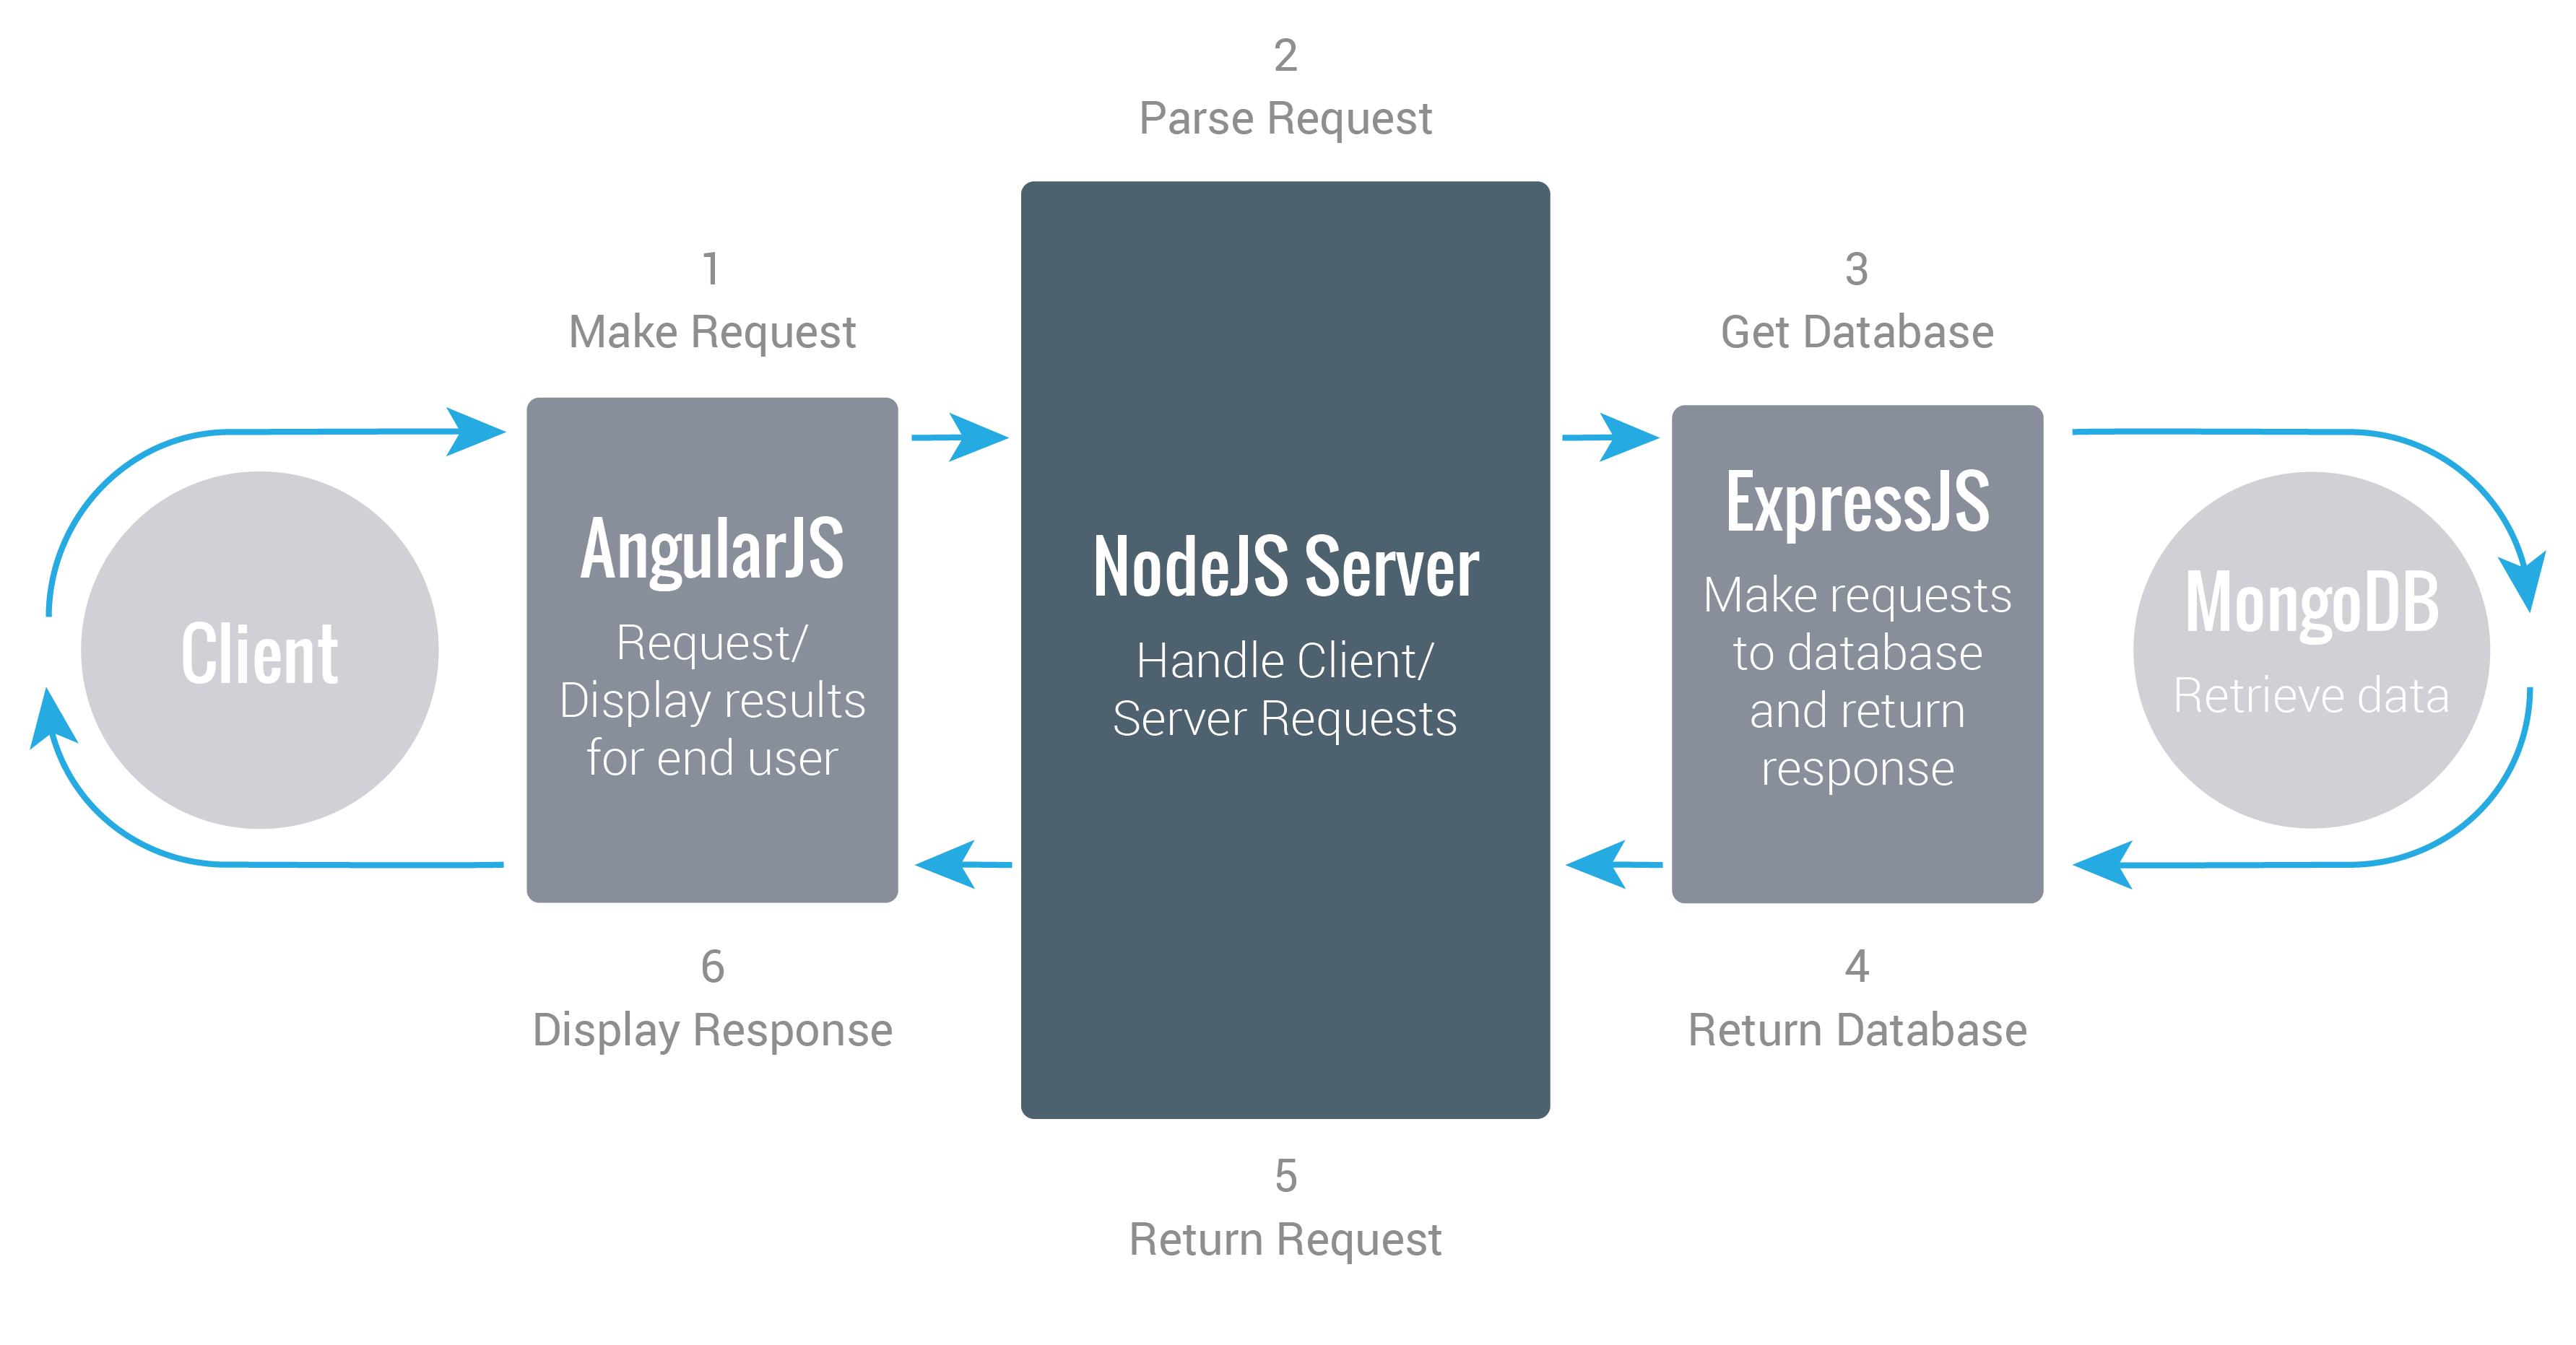 2
Parse Request
1
Make Request
3
Get Database
Client
AngularJS
Request/
Display results
for end user
NodeJS Server
Handle Client/
Server Requests
ExpressJS
Make requests
to database
and return
response
MongoDB
Retrieve data
6
Display Response
4
Return Database
5
Return Request